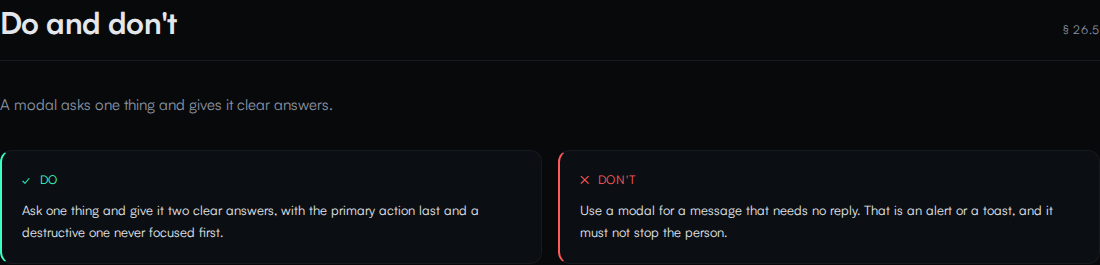 Do and don't
§ 26.5
A modal asks one thing and gives it clear answers.
✓ DO
Ask one thing and give it two clear answers, with the primary action last and a
destructive one never focused first.
✕ DON'T
Use a modal for a message that needs no reply. That is an alert or a toast, and it
must not stop the person.